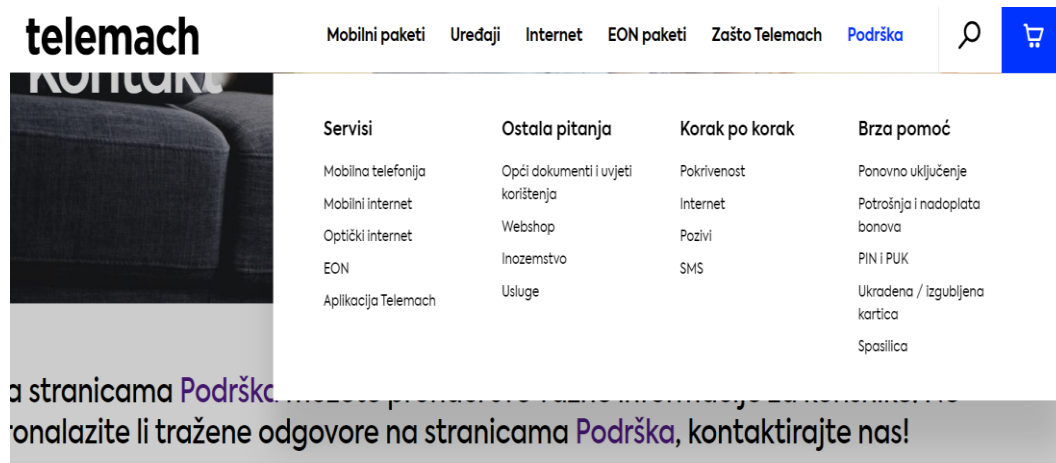 telemach
Mobilni paketi Uređaji Internet EON paketi Zašto Telemach Podrška
Kontakt
Servisi
Mobilna telefonija
Mobilni internet
Optički internet
EON
Aplikacija Telemach
Ostala pitanja
Opći dokumenti i uvjeti
korištenja
Webshop
Inozemstvo
Usluge
Korak po korak
Pokrivenost
Internet
Pozivi
SMS
Brza pomoć
Ponovno uključenje
Potrošnja i nadoplata
bonova
PIN i PUK
Ukradena / izgubljena
kartica
Spasilica
a stranicama Podrška
ronalazite li tražene odgovore na stranicama Podrška, kontaktirajte nas!